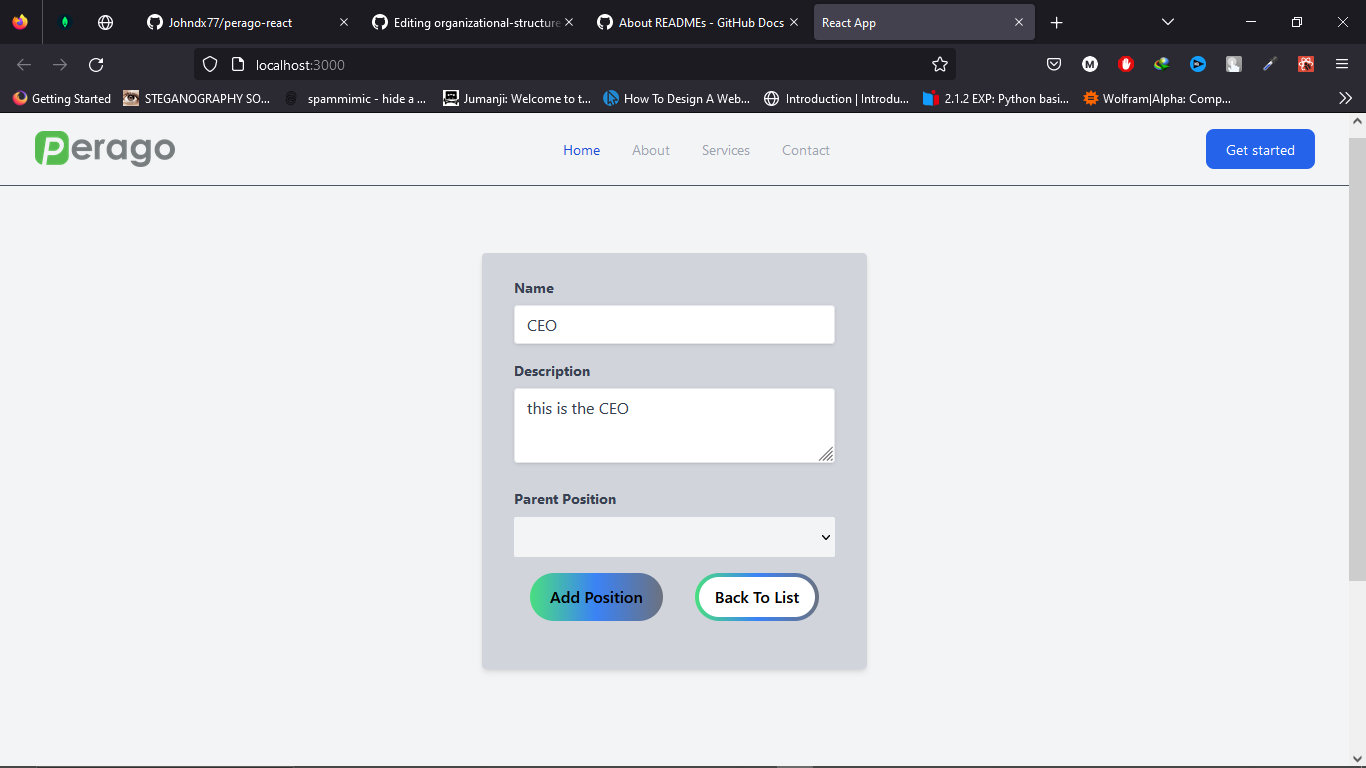 Johndx77/perago-react
Editing organizational-structure
About READMEs - GitHub Docs
React App
localhost:3000
M
Getting Started
STEGANOGRAPHY SO...
spammimic - hide a ...
Jumanji: Welcome to t...
How To Design A Web...
Introduction | Introdu...
2.1.2 EXP: Python basi...
Wolfram|Alpha: Comp...
Perago
Home
About
Services
Contact
Get started
Name
CEO
Description
this is the CEO
Parent Position
Add Position
Back To List